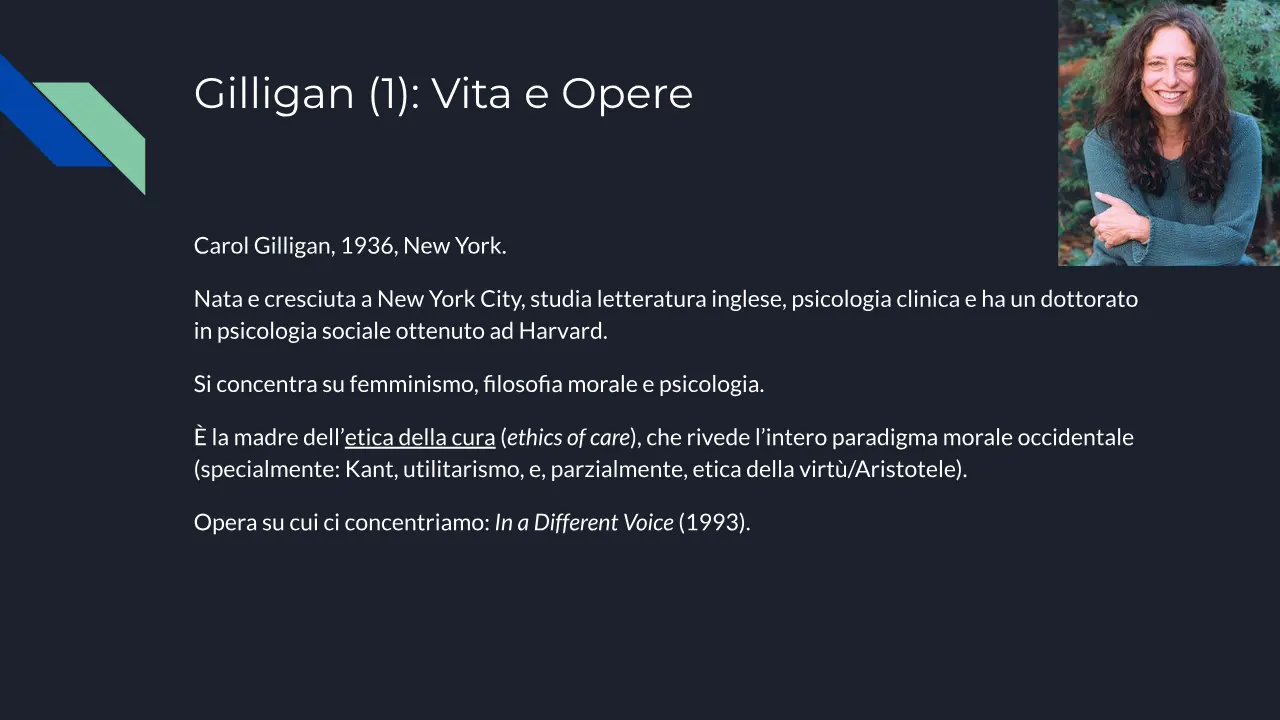 Gilligan (1): Vita e Opere
Carol Gilligan, 1936, New York.
Nata e cresciuta a New York City, studia letteratura inglese, psicologia clinica e ha un dottorato
in psicologia sociale ottenuto ad Harvard.
Si concentra su femminismo, filosofia morale e psicologia.
È la madre dell’etica della cura (ethics of care), che rivede l’intero paradigma morale occidentale
(specialmente: Kant, utilitarismo, e, parzialmente, etica della virtù/Aristotele).
Opera su cui ci concentriamo: In a Different Voice (1993).